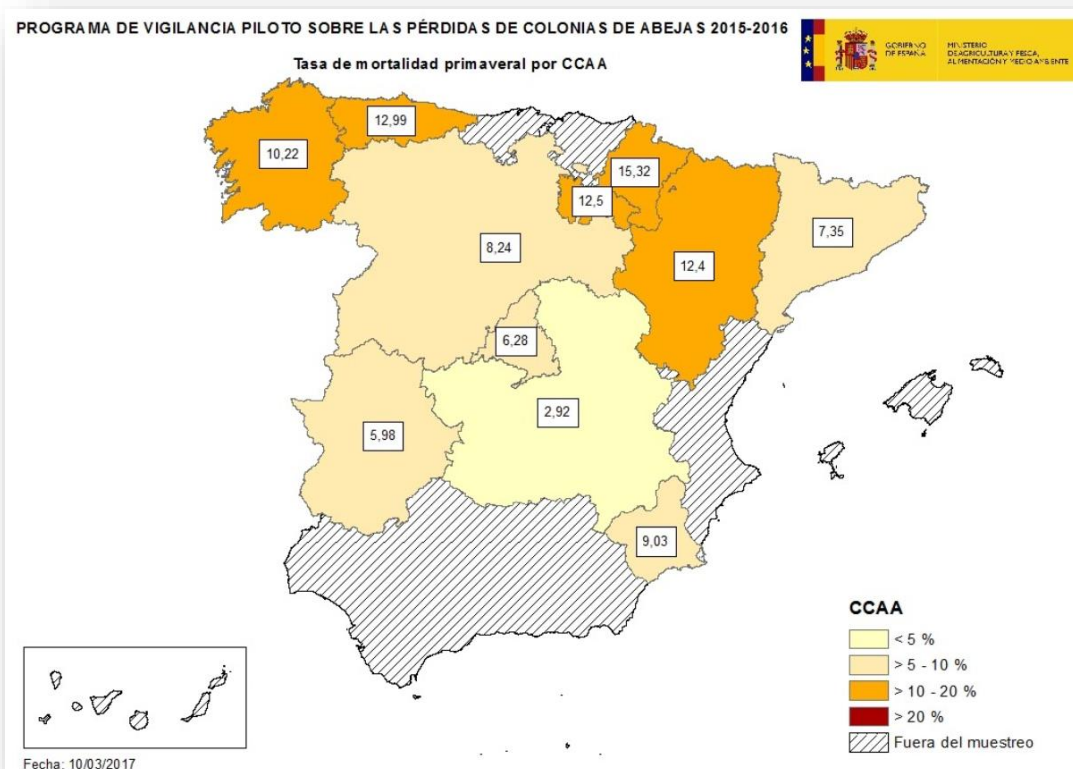 PROGRAMA DE VIGILANCIA PILOTO SOBRE LAS PÉRDIDAS DE COLONIAS DE ABEJAS 2015-2016
GOBIERNO
DE ESPAÑA
MINISTERIO
DE AGRICULTURA Y PESCA,
ALIMENTACIÓN Y MEDIO AMBIENTE
Tasa de mortalidad primaveral por CCAA
12,99
10,22
15,32
12,5
7,35
8,24
12,4
6,28
2,92
5,98
9,03
CCAA
< 5 %
> 5 - 10 %
> 10 - 20 %
> 20 %
Fuera del muestreo
Fecha: 10/03/2017